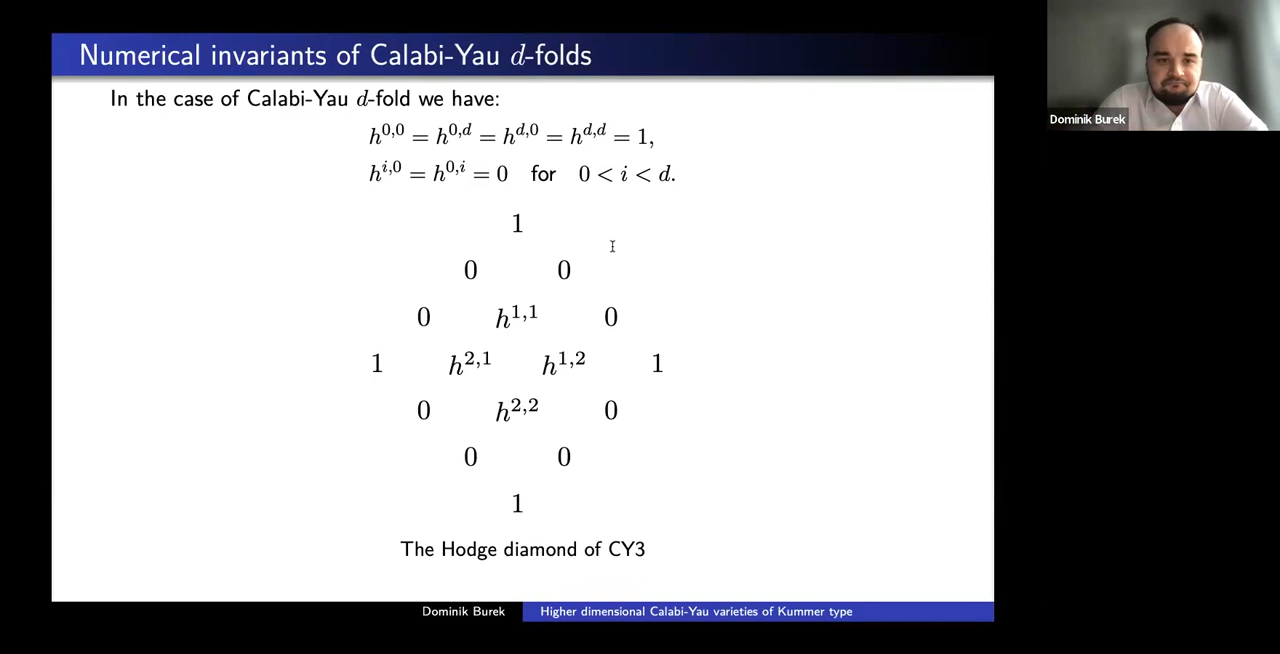 Numerical invariants of Calabi-Yau d-folds
In the case of Calabi-Yau d-fold we have:
h^{0,0} = h^{0,d} = h^{d,0} = h^{d,d} = 1,
h^{i,0} = h^{0,i} = 0 for 0 < i < d.
1
0 0
0 h^{1,1} 0
1 h^{2,1} h^{1,2} 1
0 h^{2,2} 0
0 0
1
The Hodge diamond of CY3
Dominik Burek Higher dimensional Calabi-Yau varieties of Kummer type
Dominik Burek